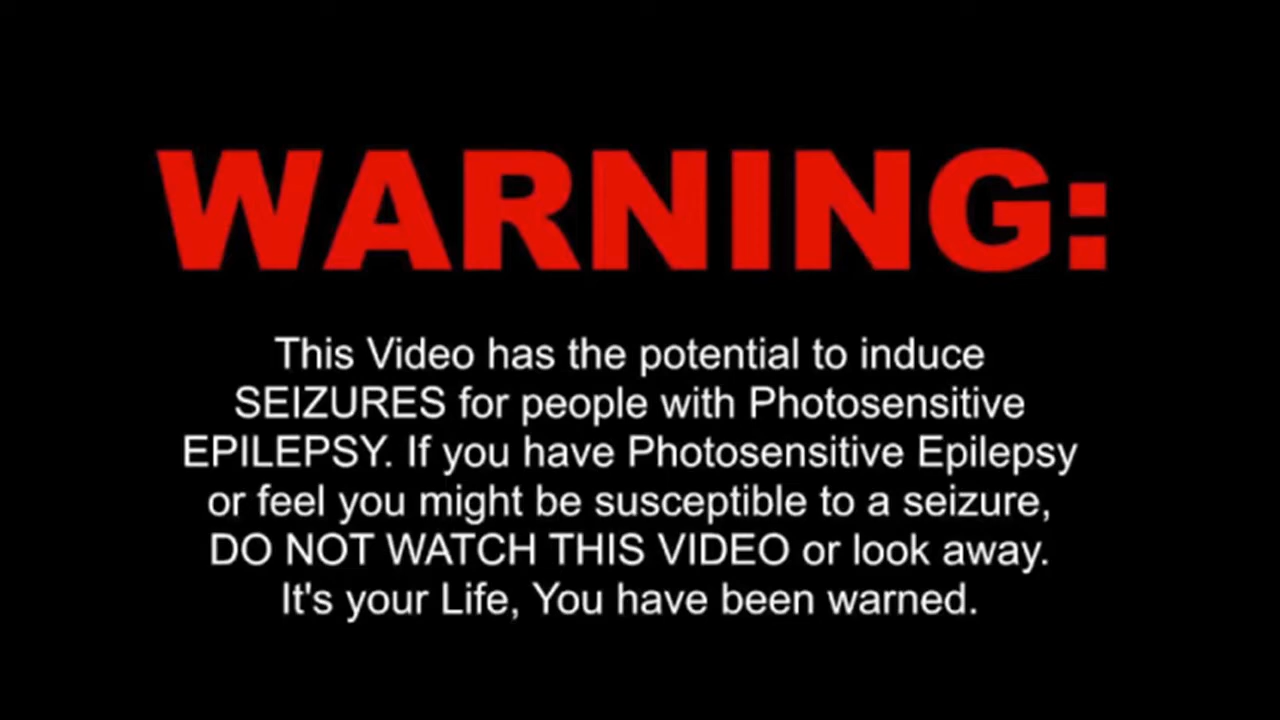 WARNING:
This Video has the potential to induce
SEIZURES for people with Photosensitive
EPILEPSY. If you have Photosensitive Epilepsy
or feel you might be susceptible to a seizure,
DO NOT WATCH THIS VIDEO or look away.
It's your Life, You have been warned.